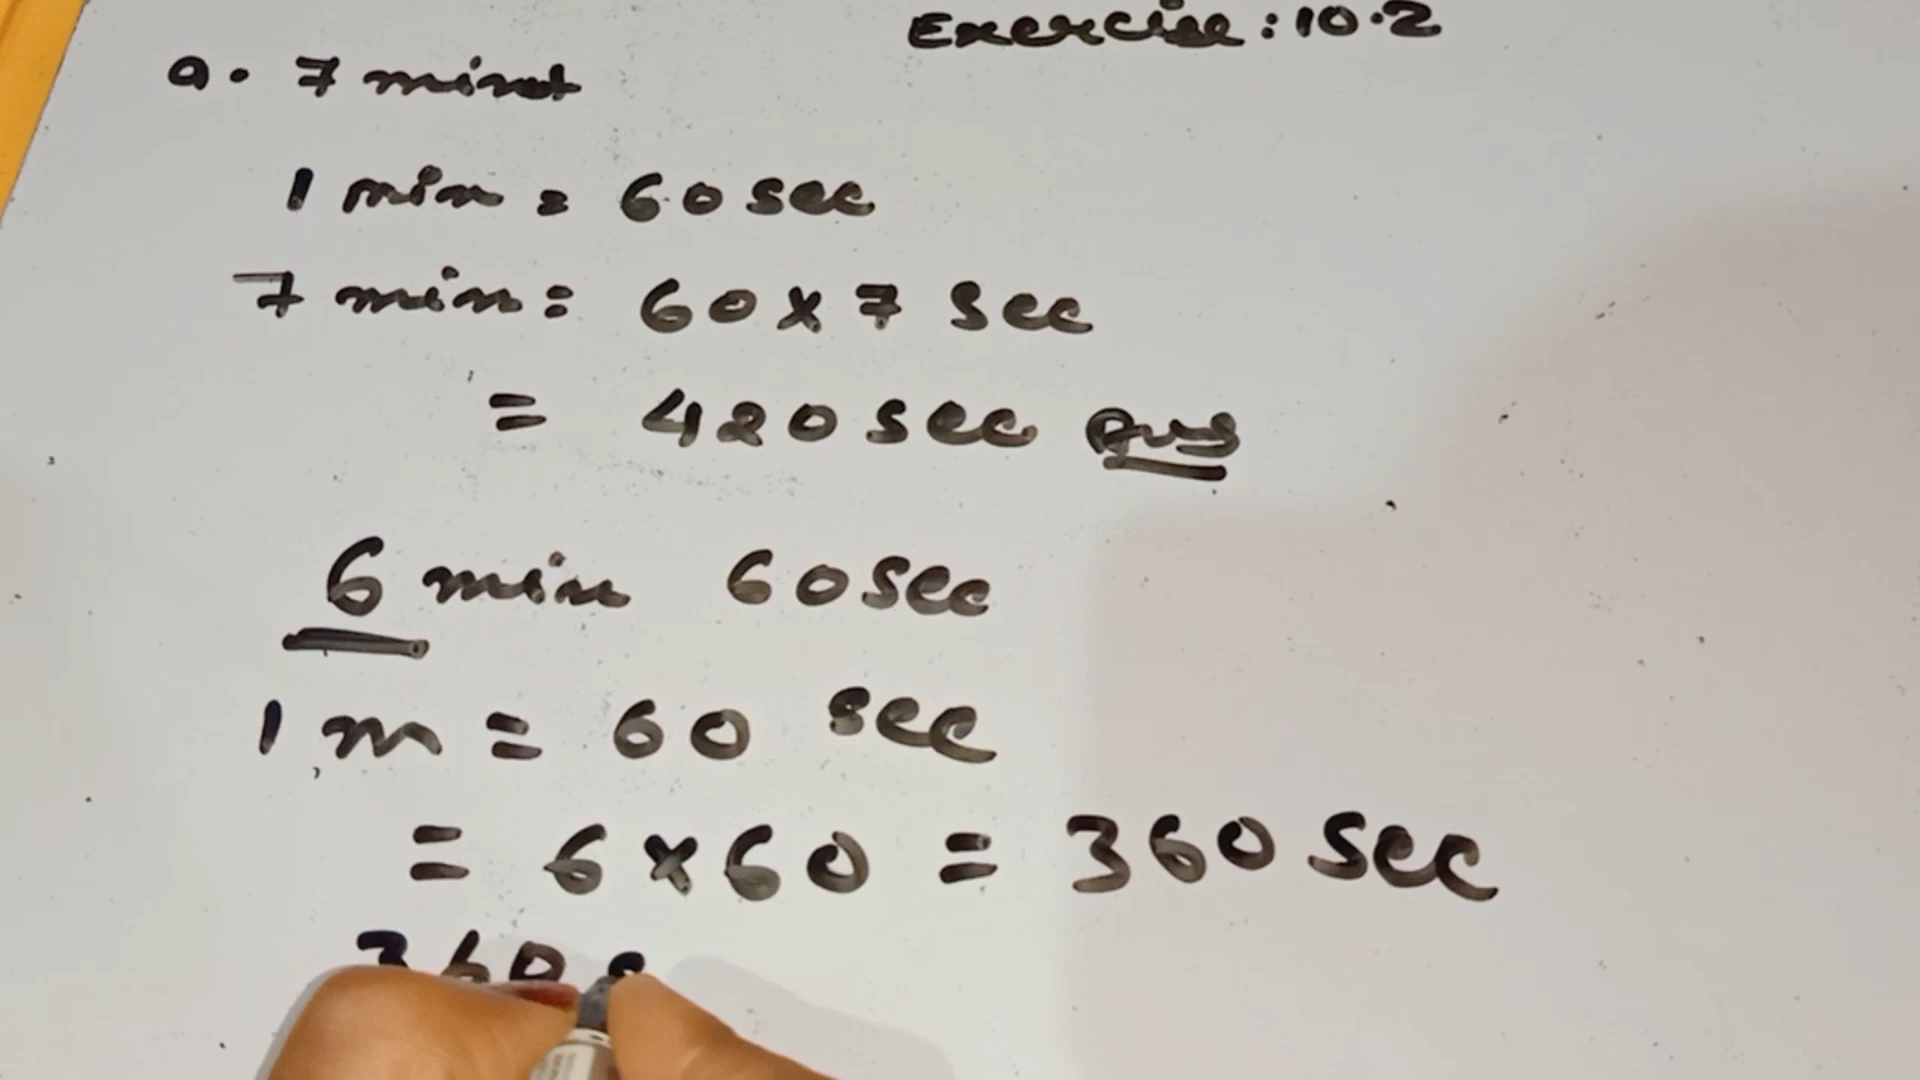 Exercise: 10.2
a. 7 minut
1 min = 60 sec
7 min = 60 x 7 sec
= 420 sec Ans
6 min 60 sec
1 m = 60 sec
= 6 x 60 = 360 sec
360 s